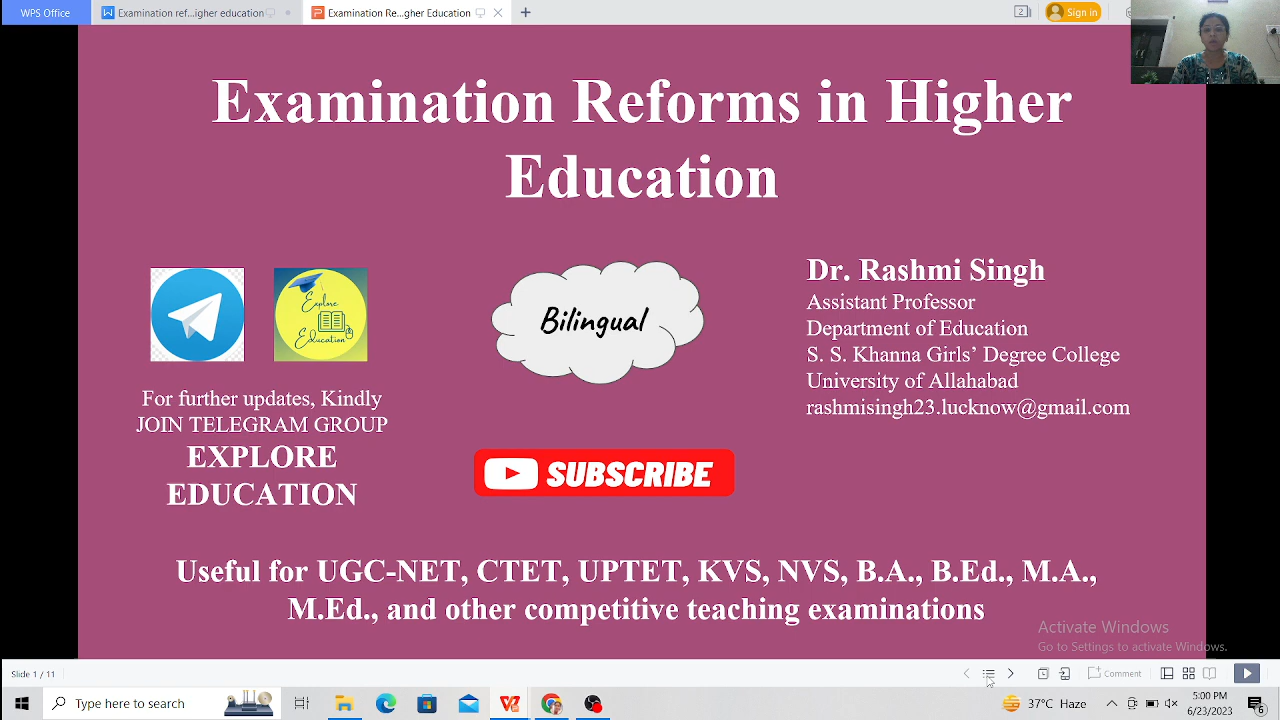 WPS Office
Examination ref..igher education
Examination Re...gher Education
2
Sign in
Examination Reforms in Higher
Education
Explore
Education
Bilingual
Dr. Rashmi Singh
Assistant Professor
Department of Education
S. S. Khanna Girls’ Degree College
University of Allahabad
rashmisingh23.lucknow@gmail.com
For further updates, Kindly
JOIN TELEGRAM GROUP
EXPLORE
EDUCATION
SUBSCRIBE
Useful for UGC-NET, CTET, UPTET, KVS, NVS, B.A., B.Ed., M.A.,
M.Ed., and other competitive teaching examinations
Activate Windows
Go to Settings to activate Windows.
Slide 1 / 11
Comment
Type here to search
37°C Haze
5:00 PM
6/23/2023
6